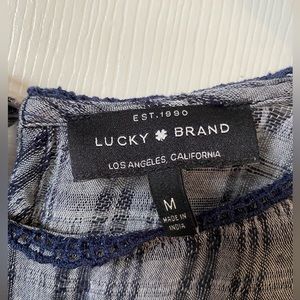 EST. 1990
LUCKY BRAND
LOS ANGELES, CALIFORNIA
M
MADE IN
INDIA